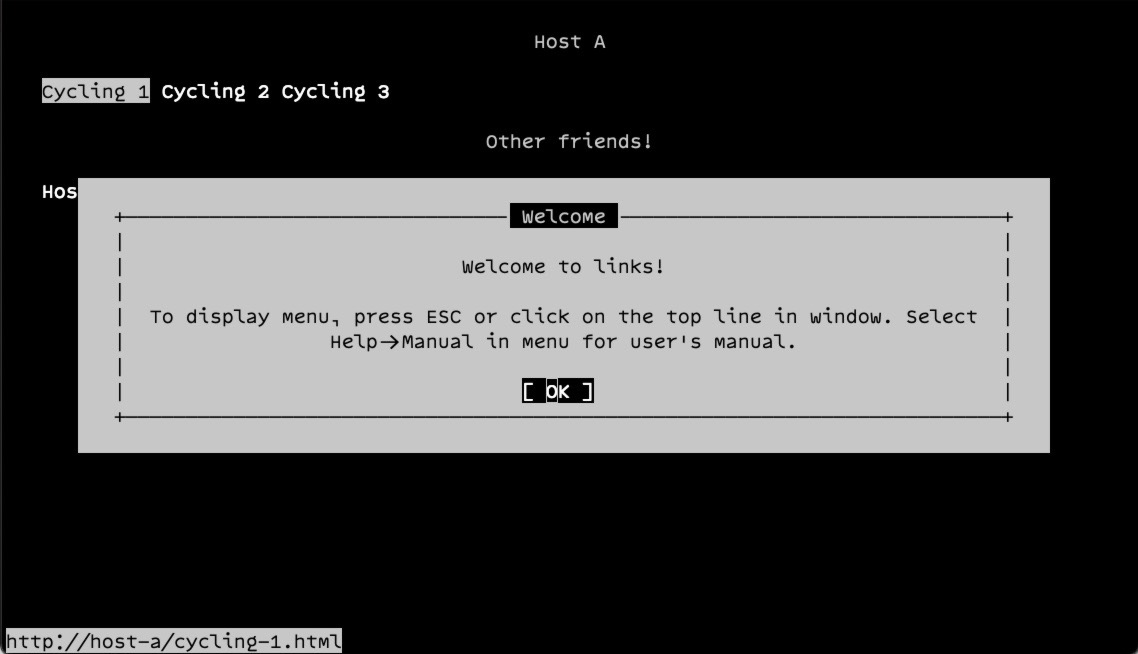 Host A
Cycling 1 Cycling 2 Cycling 3
Other friends!
Hos
Welcome
Welcome to links!
To display menu, press ESC or click on the top line in window. Select
Help->Manual in menu for user's manual.
[ OK ]
http://host-a/cycling-1.html